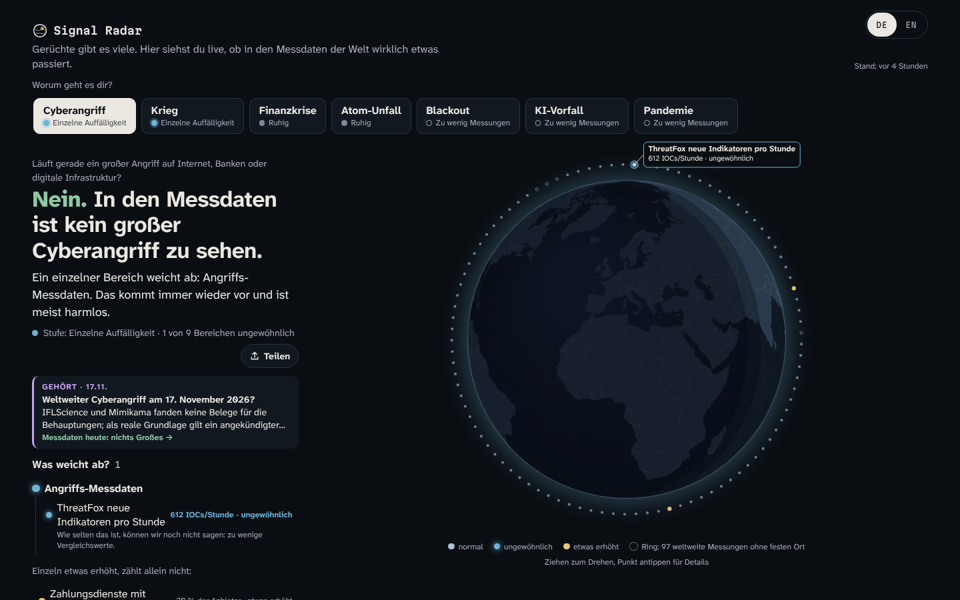 Signal Radar
DE EN
Gerüchte gibt es viele. Hier siehst du live, ob in den Messdaten der Welt wirklich etwas
passiert.
Stand: vor 4 Stunden
Worum geht es dir?
Cyberangriff
Einzelne Auffälligkeit
Krieg
Einzelne Auffälligkeit
Finanzkrise
Ruhig
Atom-Unfall
Ruhig
Blackout
Zu wenig Messungen
KI-Vorfall
Zu wenig Messungen
Pandemie
Zu wenig Messungen
Läuft gerade ein großer Angriff auf Internet, Banken oder
digitale Infrastruktur?
Nein. In den Messdaten
ist kein großer
Cyberangriff zu sehen.
Ein einzelner Bereich weicht ab: Angriffs-
Messdaten. Das kommt immer wieder vor und ist
meist harmlos.
Stufe: Einzelne Auffälligkeit · 1 von 9 Bereichen ungewöhnlich
Teilen
GEHÖRT · 17.11.
Weltweiter Cyberangriff am 17. November 2026?
IFLScience und Mimikama fanden keine Belege für die
Behauptungen; als reale Grundlage gilt ein angekündigter…
Messdaten heute: nichts Großes →
Was weicht ab? 1
Angriffs-Messdaten
ThreatFox neue
Indikatoren pro Stunde
612 IOCs/Stunde · ungewöhnlich
Wie selten das ist, können wir noch nicht sagen: zu wenige
Vergleichswerte.
Einzeln etwas erhöht, zählt allein nicht:
Zahlungsdienste mit
ThreatFox neue Indikatoren pro Stunde
612 IOCs/Stunde · ungewöhnlich
normal
ungewöhnlich
etwas erhöht
Ring: 97 weltweite Messungen ohne festen Ort
Ziehen zum Drehen, Punkt antippen für Details